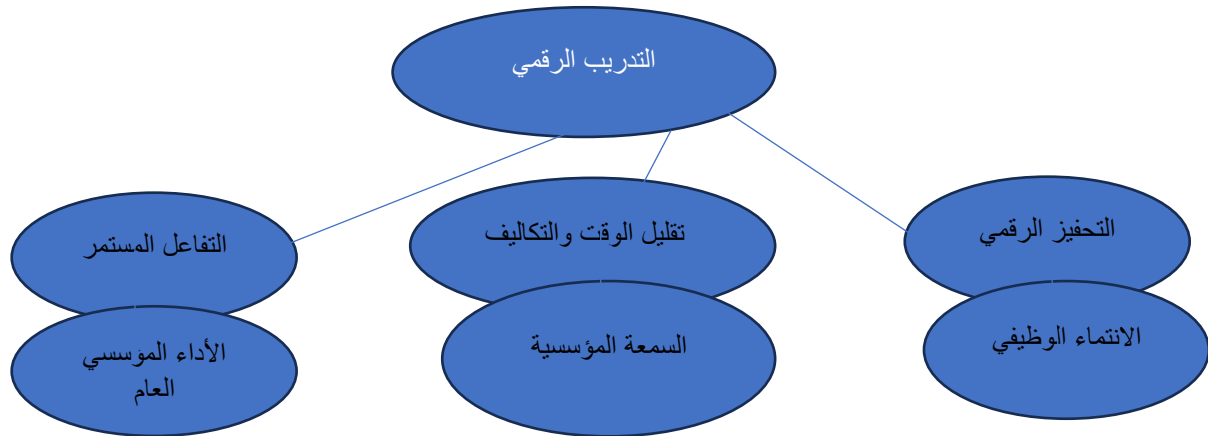 التدريب الرقمي
التحفيز الرقمي
تقليل الوقت والتكاليف
التفاعل المستمر
الانتماء الوظيفي
السمعة المؤسسية
الأداء المؤسسي
العام